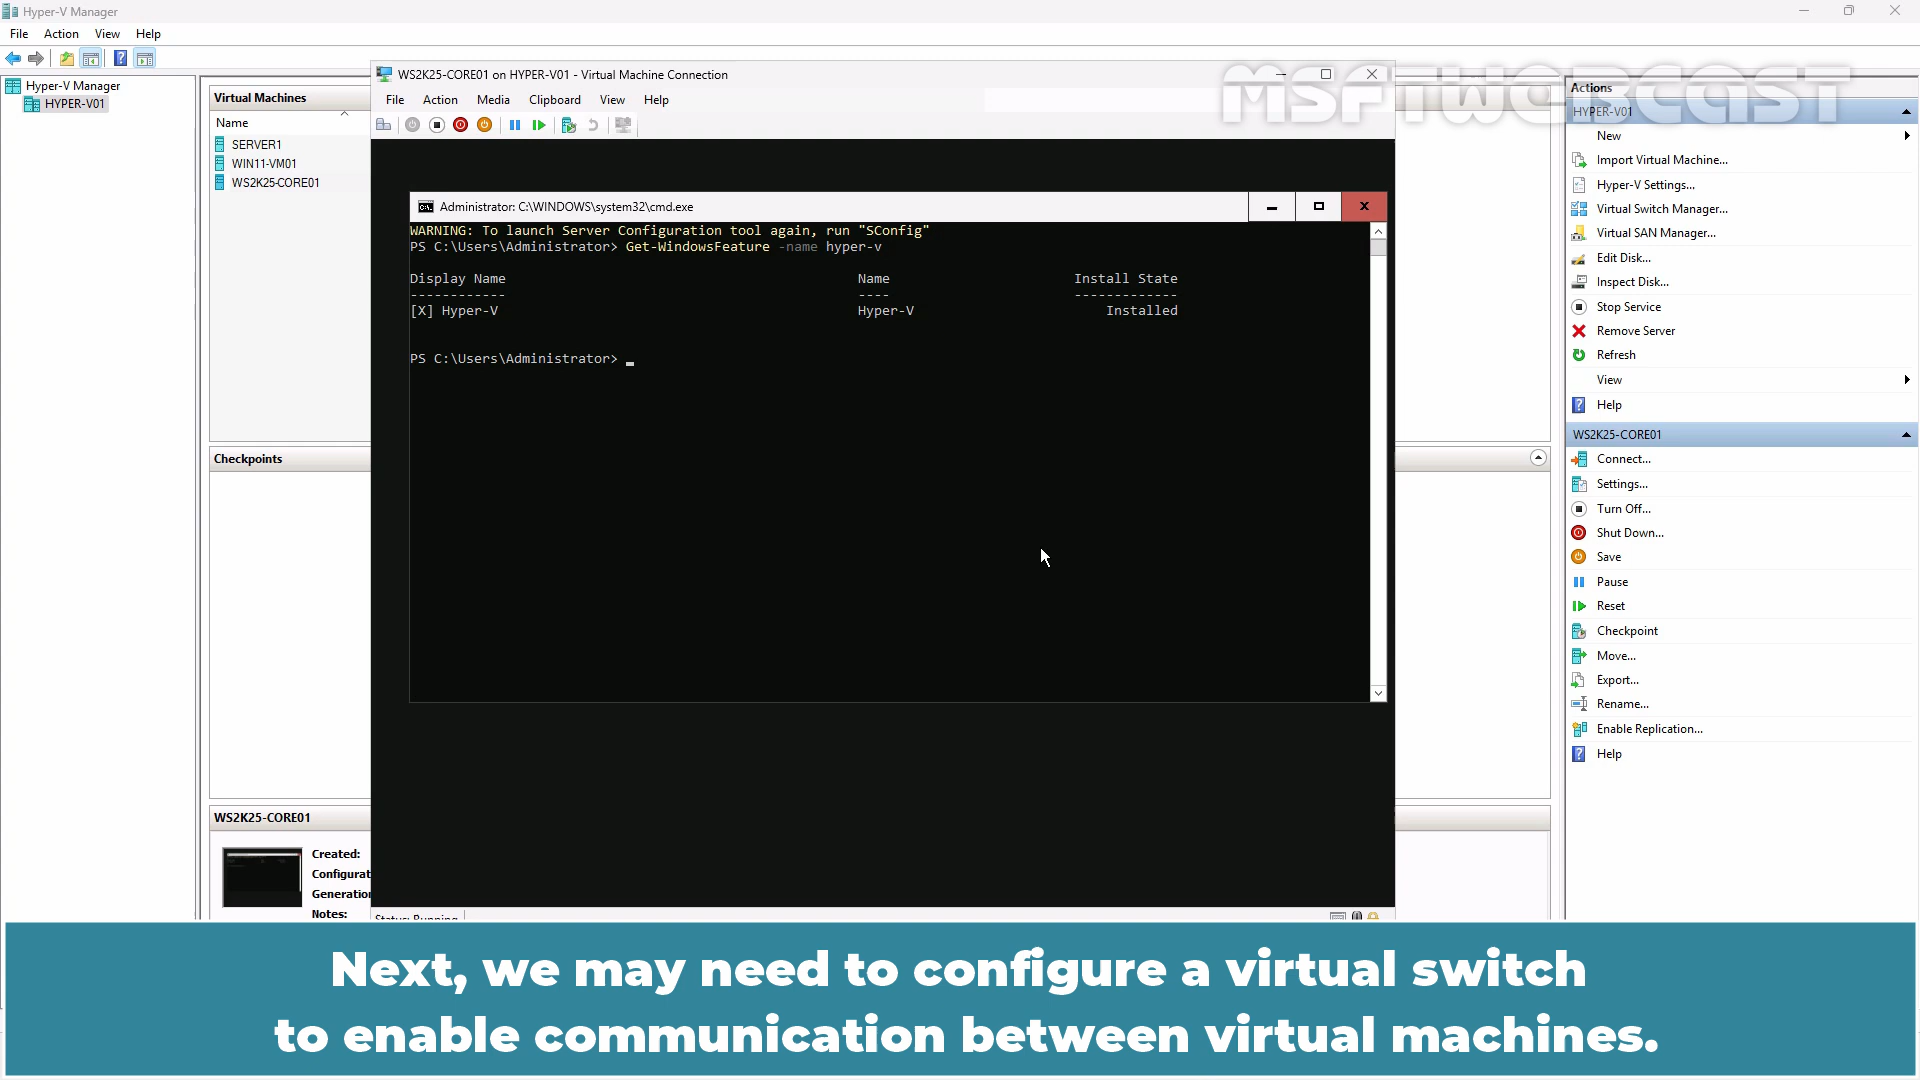 Hyper-V Manager
File Action View Help
Hyper-V Manager
HYPER-V01
Virtual Machines
Name
SERVER1
WIN11-VM01
WS2K25-CORE01
Checkpoints
WS2K25-CORE01
Created:
Configurat
Generation
Notes:
WS2K25-CORE01 on HYPER-V01 - Virtual Machine Connection
File Action Media Clipboard View Help
Administrator: C:\WINDOWS\system32\cmd.exe
WARNING: To launch Server Configuration tool again, run "SConfig"
PS C:\Users\Administrator> Get-WindowsFeature -name hyper-v
Display Name Name Install State
------------ ---- -------------
[X] Hyper-V Hyper-V Installed
PS C:\Users\Administrator>
Status: Running
MSFTWEBCAST
Actions
HYPER-V01
New
Import Virtual Machine...
Hyper-V Settings...
Virtual Switch Manager...
Virtual SAN Manager...
Edit Disk...
Inspect Disk...
Stop Service
Remove Server
Refresh
View
Help
WS2K25-CORE01
Connect...
Settings...
Turn Off...
Shut Down...
Save
Pause
Reset
Checkpoint
Move...
Export...
Rename...
Enable Replication...
Help
Next, we may need to configure a virtual switch
to enable communication between virtual machines.